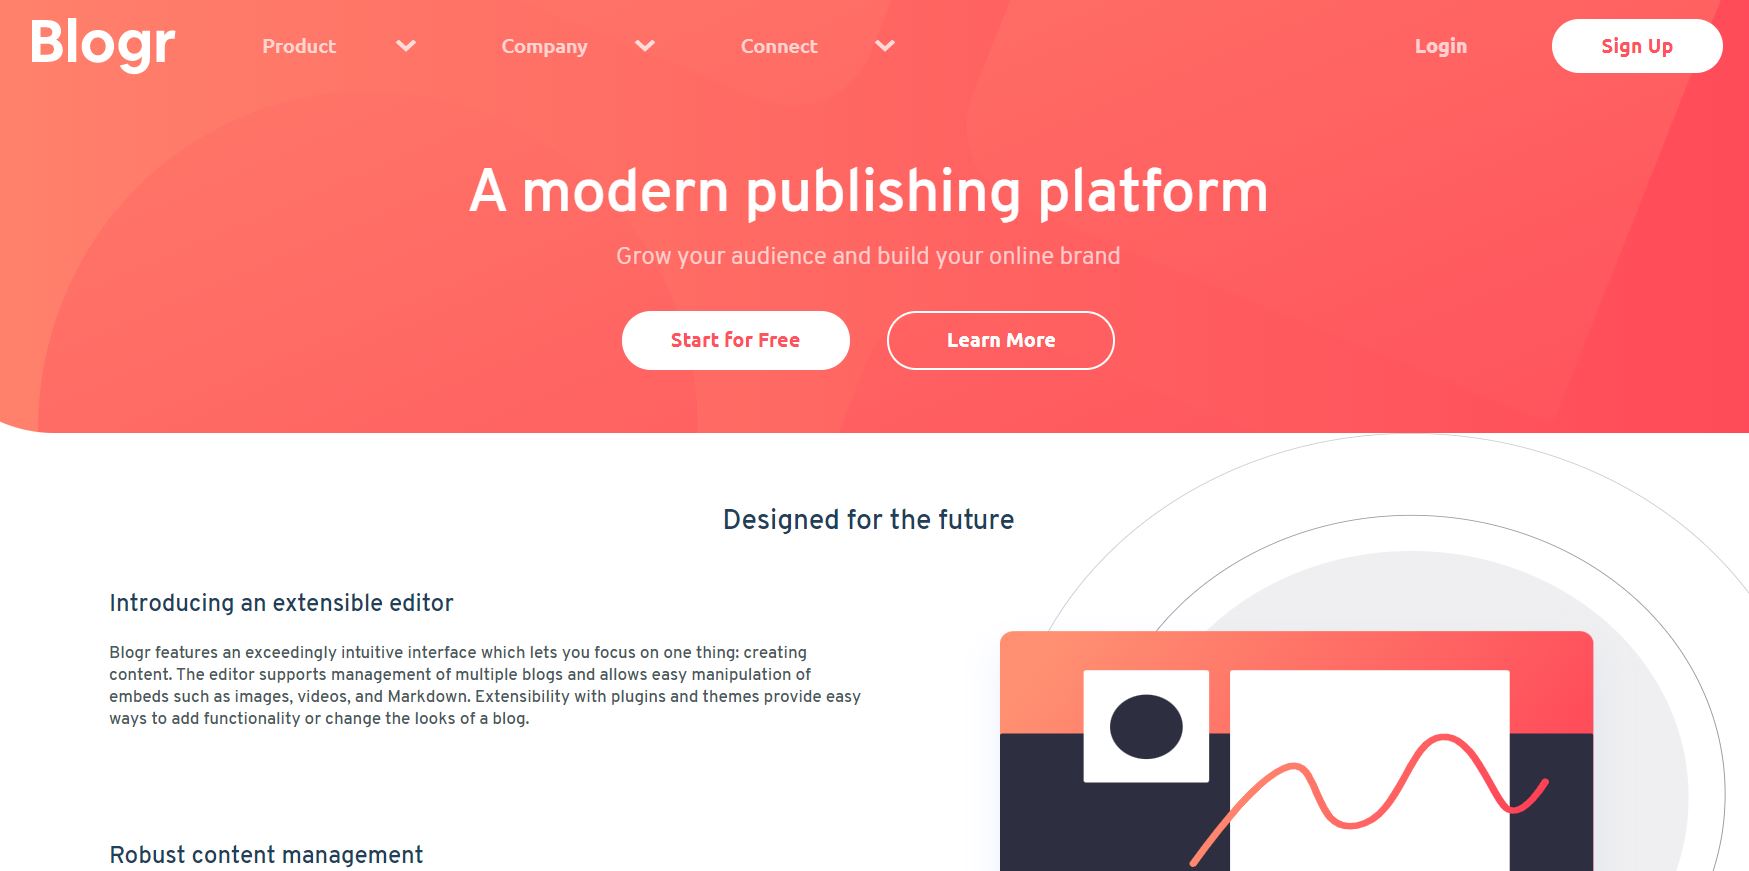 Blogr Product Company Connect Login Sign Up
A modern publishing platform
Grow your audience and build your online brand
Start for Free Learn More
Designed for the future
Introducing an extensible editor
Blogr features an exceedingly intuitive interface which lets you focus on one thing: creating
content. The editor supports management of multiple blogs and allows easy manipulation of
embeds such as images, videos, and Markdown. Extensibility with plugins and themes provide easy
ways to add functionality or change the looks of a blog.
Robust content management